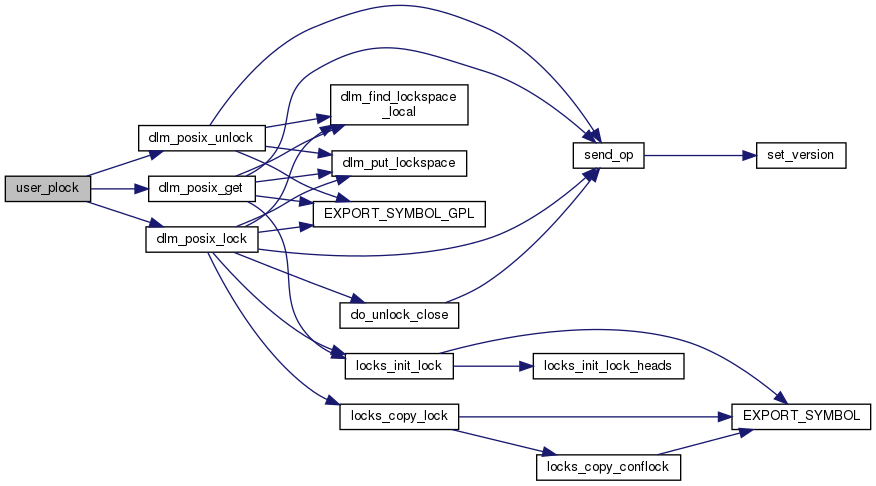 dlm_find_lockspace
_local
dlm_posix_unlock
send_op
set_version
dlm_put_lockspace
user_plock
dlm_posix_get
EXPORT_SYMBOL_GPL
dlm_posix_lock
do_unlock_close
locks_init_lock
locks_init_lock_heads
locks_copy_lock
EXPORT_SYMBOL
locks_copy_conflock